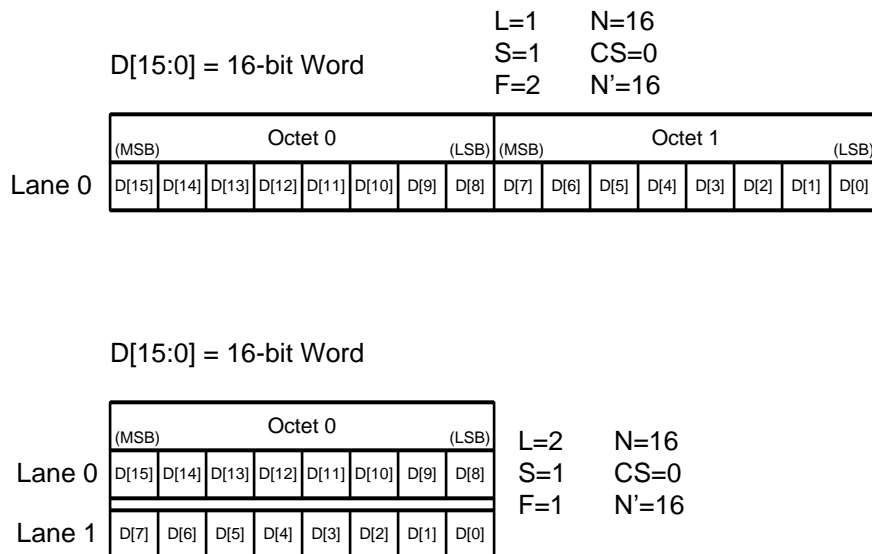 L=1 N=16
D[15:0] = 16-bit Word S=1 CS=0
F=2 N’=16
(MSB) Octet 0 (LSB) (MSB) Octet 1 (LSB)
Lane 0 D[15] D[14] D[13] D[12] D[11] D[10] D[9] D[8] D[7] D[6] D[5] D[4] D[3] D[2] D[1] D[0]
D[15:0] = 16-bit Word
(MSB) Octet 0 (LSB) L=2 N=16
Lane 0 D[15] D[14] D[13] D[12] D[11] D[10] D[9] D[8] S=1 CS=0
F=1 N’=16
Lane 1 D[7] D[6] D[5] D[4] D[3] D[2] D[1] D[0]